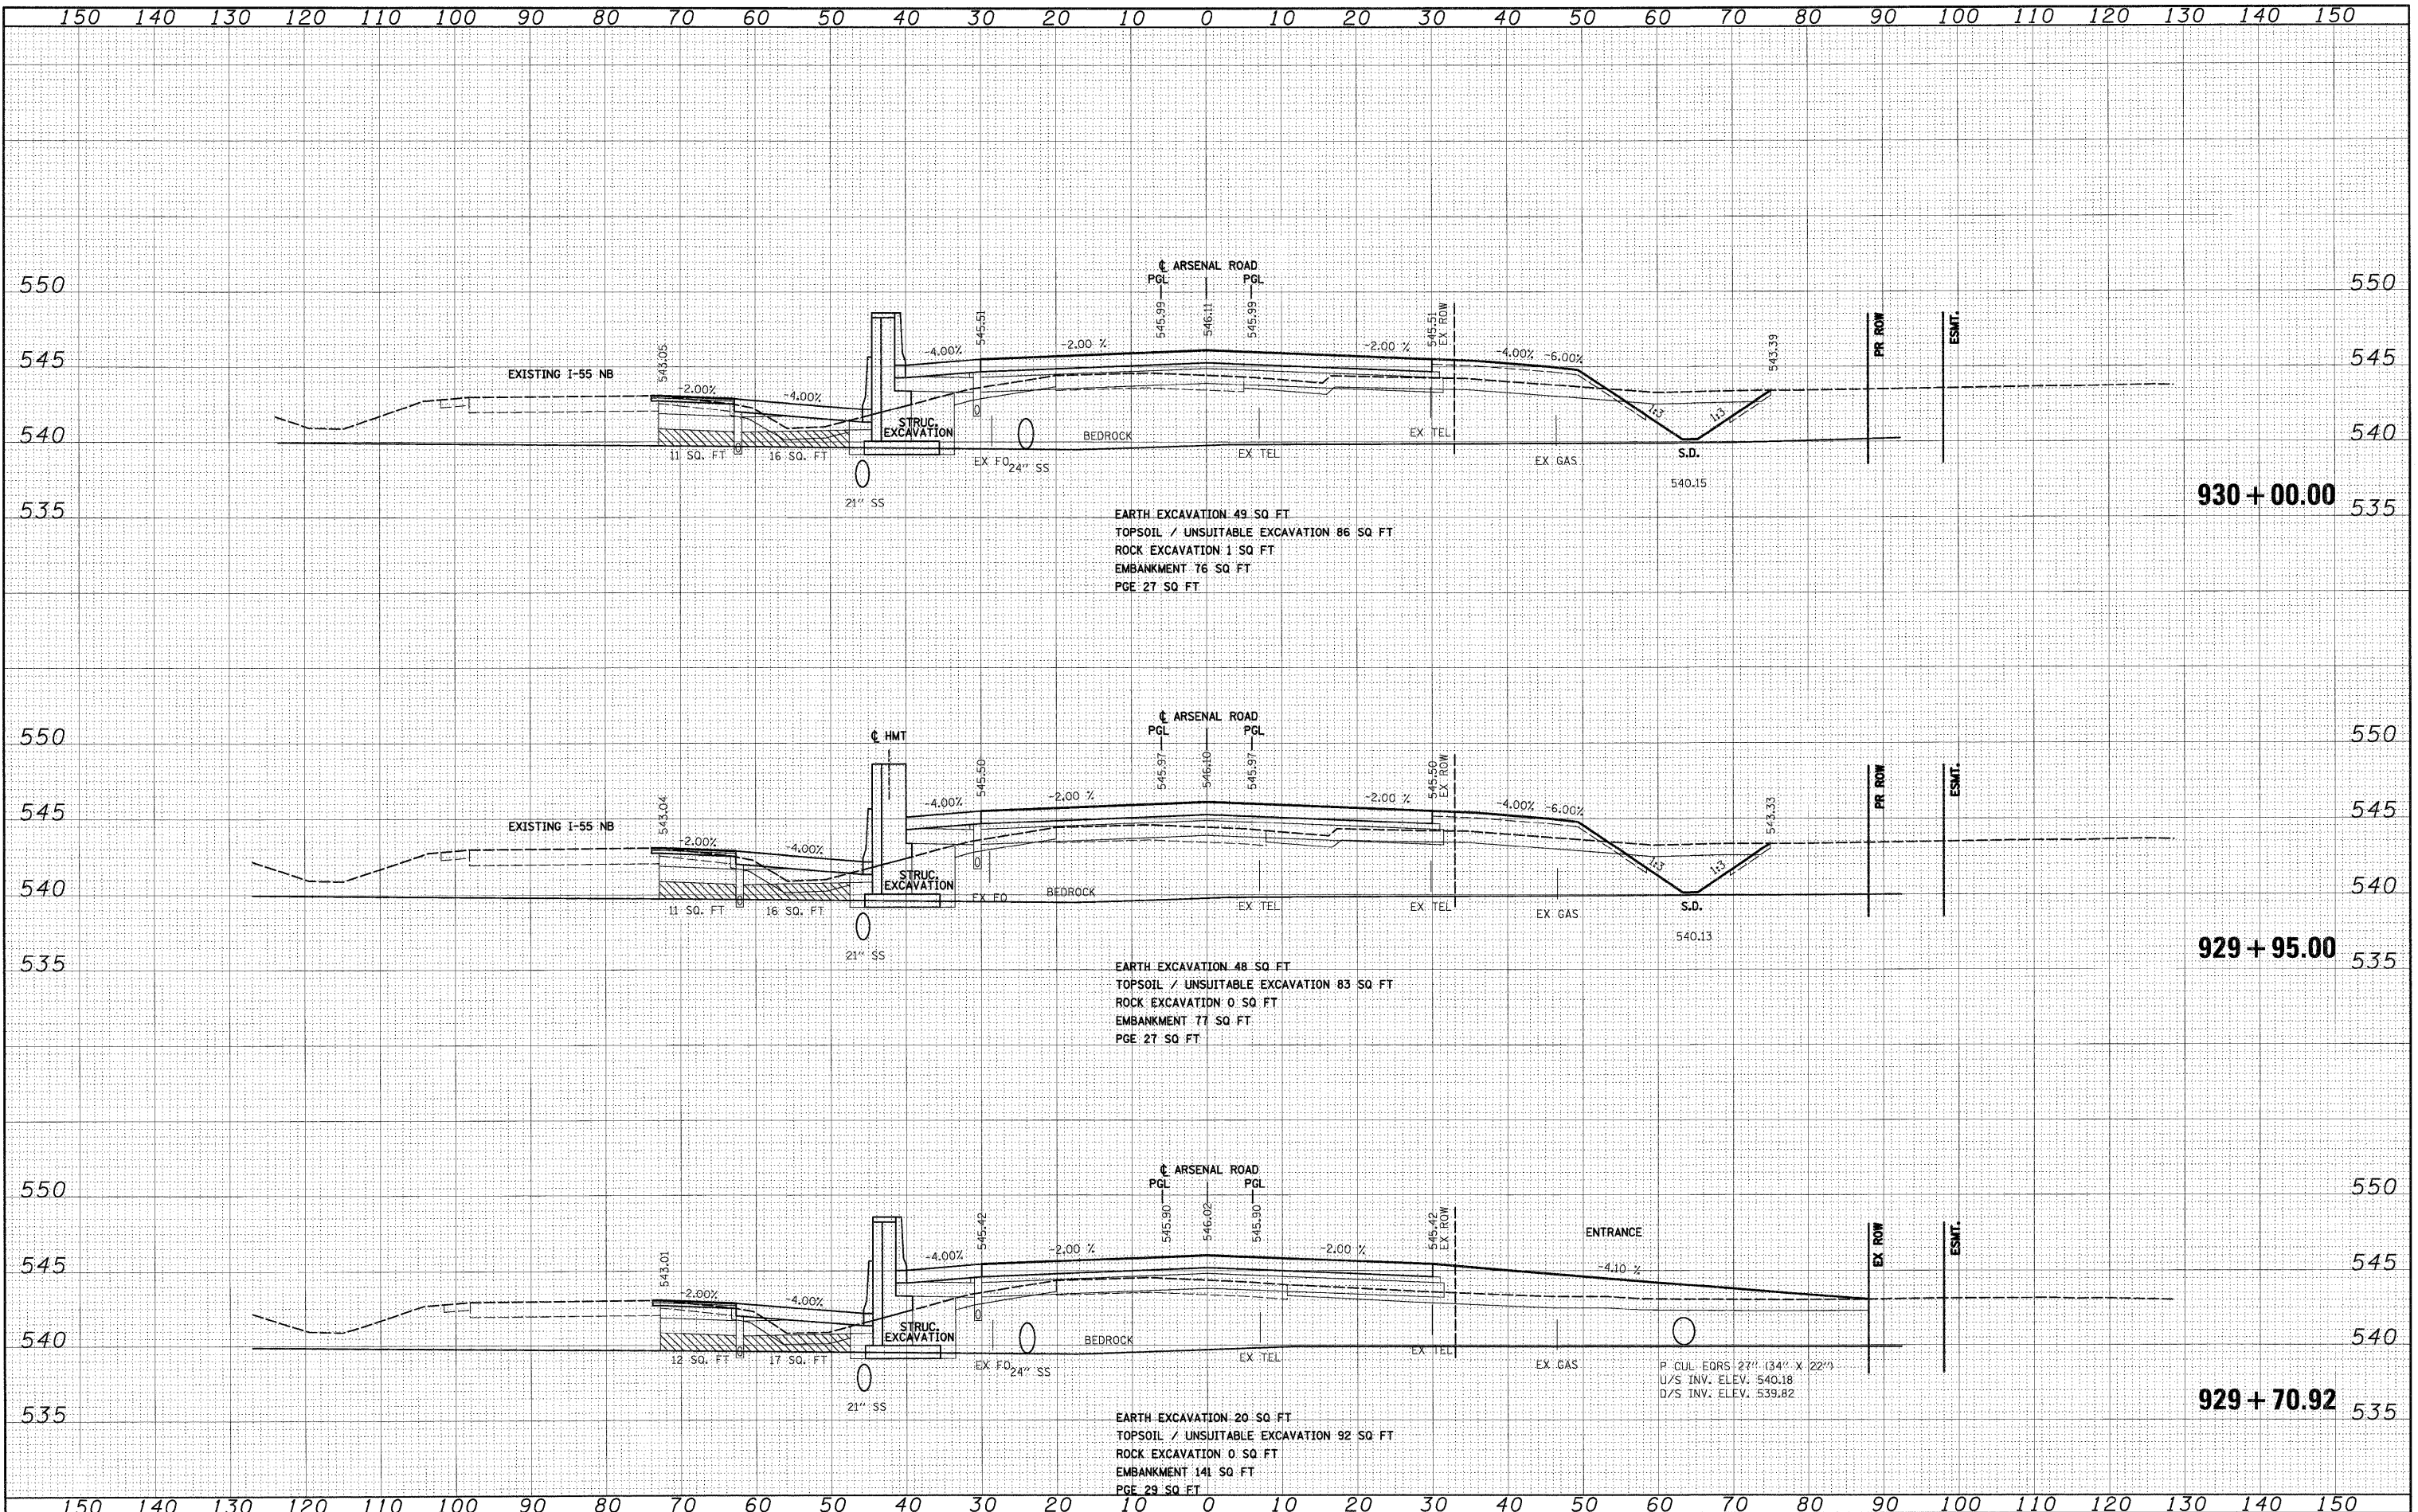 150 140 130 120 110 100 90 80 70 60 50 40 30 20 10 0 10 20 30 40 50 60 70 80 90 100 110 120 130 140 150
℄ ARSENAL ROAD
PGL PGL
550 550
545.51 545.99 546.11 545.99 545.51 EX ROW PR ROW ESMT.
543.05 543.39
545 545
EXISTING I-55 NB
-2.00% -4.00% -4.00% -2.00 % -2.00 % -4.00% -6.00%
1:3 1:3
STRUC.
EXCAVATION
540 540
BEDROCK EX TEL
11 SQ. FT 16 SQ. FT EX FO 24" SS EX TEL EX GAS S.D.
540.15
21" SS
930 + 00.00
535 535
EARTH EXCAVATION 49 SQ FT
TOPSOIL / UNSUITABLE EXCAVATION 86 SQ FT
ROCK EXCAVATION 1 SQ FT
EMBANKMENT 76 SQ FT
PGE 27 SQ FT
℄ ARSENAL ROAD
PGL PGL
℄ HMT
550 550
545.50 545.97 546.10 545.97 545.50 EX ROW PR ROW ESMT.
543.04 543.33
545 545
EXISTING I-55 NB
-2.00% -4.00% -4.00% -2.00 % -2.00 % -4.00% -6.00%
1:3 1:3
STRUC.
EXCAVATION
540 540
BEDROCK
11 SQ. FT 16 SQ. FT EX FO EX TEL EX TEL EX GAS S.D.
540.13
21" SS
929 + 95.00
535 535
EARTH EXCAVATION 48 SQ FT
TOPSOIL / UNSUITABLE EXCAVATION 83 SQ FT
ROCK EXCAVATION 0 SQ FT
EMBANKMENT 77 SQ FT
PGE 27 SQ FT
℄ ARSENAL ROAD
PGL PGL
550 550
545.42 545.90 546.02 545.90 545.42 EX ROW ENTRANCE EX ROW ESMT.
543.01
545 545
-2.00% -4.00% -4.00% -2.00 % -2.00 % -4.10 %
STRUC.
EXCAVATION
540 540
BEDROCK
12 SQ. FT 17 SQ. FT EX FO 24" SS EX TEL EX TEL EX GAS
P CUL EQRS 27" (34" X 22")
U/S INV. ELEV. 540.18
D/S INV. ELEV. 539.82
21" SS
929 + 70.92
535 535
EARTH EXCAVATION 20 SQ FT
TOPSOIL / UNSUITABLE EXCAVATION 92 SQ FT
ROCK EXCAVATION 0 SQ FT
EMBANKMENT 141 SQ FT
PGE 29 SQ FT
150 140 130 120 110 100 90 80 70 60 50 40 30 20 10 0 10 20 30 40 50 60 70 80 90 100 110 120 130 140 150